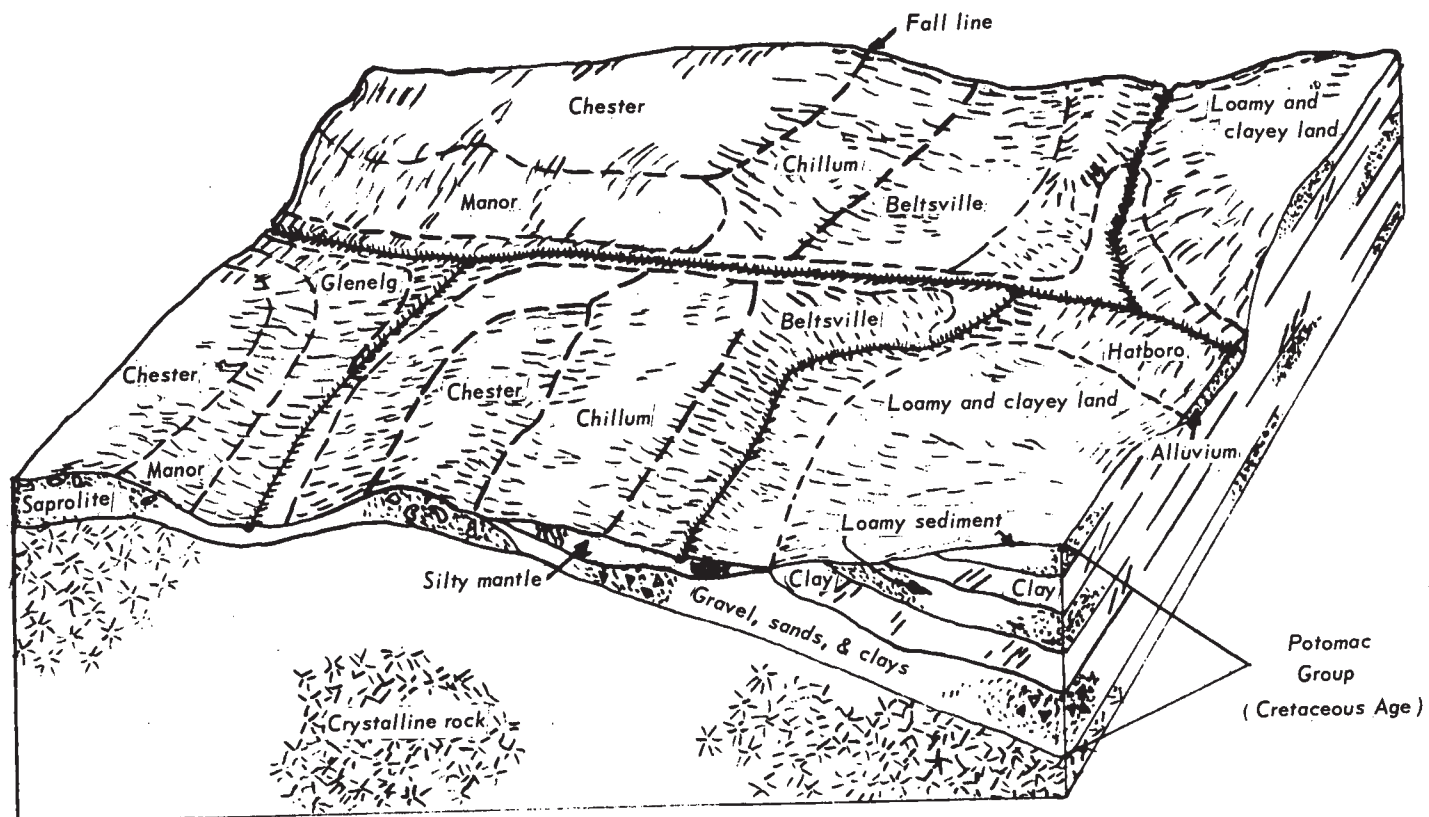 Fall line
Chester
Loamy and
clayey land
Chillum
Manor
Beltsville
Glenelg
Beltsville
Hatboro
Chester
Chester
Loamy and clayey land
Chillum
Alluvium
Manor
Saprolite
Loamy sediment
Silty mantle
Clay
Clay
Gravel, sands, & clays
Potomac
Group
(Cretaceous Age)
Crystalline rock